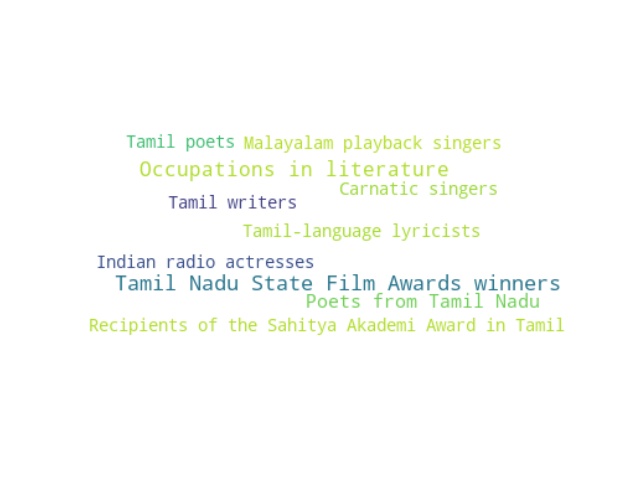 Tamil poets
Malayalam playback singers
Occupations in literature
Carnatic singers
Tamil writers
Tamil-language lyricists
Indian radio actresses
Tamil Nadu State Film Awards winners
Poets from Tamil Nadu
Recipients of the Sahitya Akademi Award in Tamil